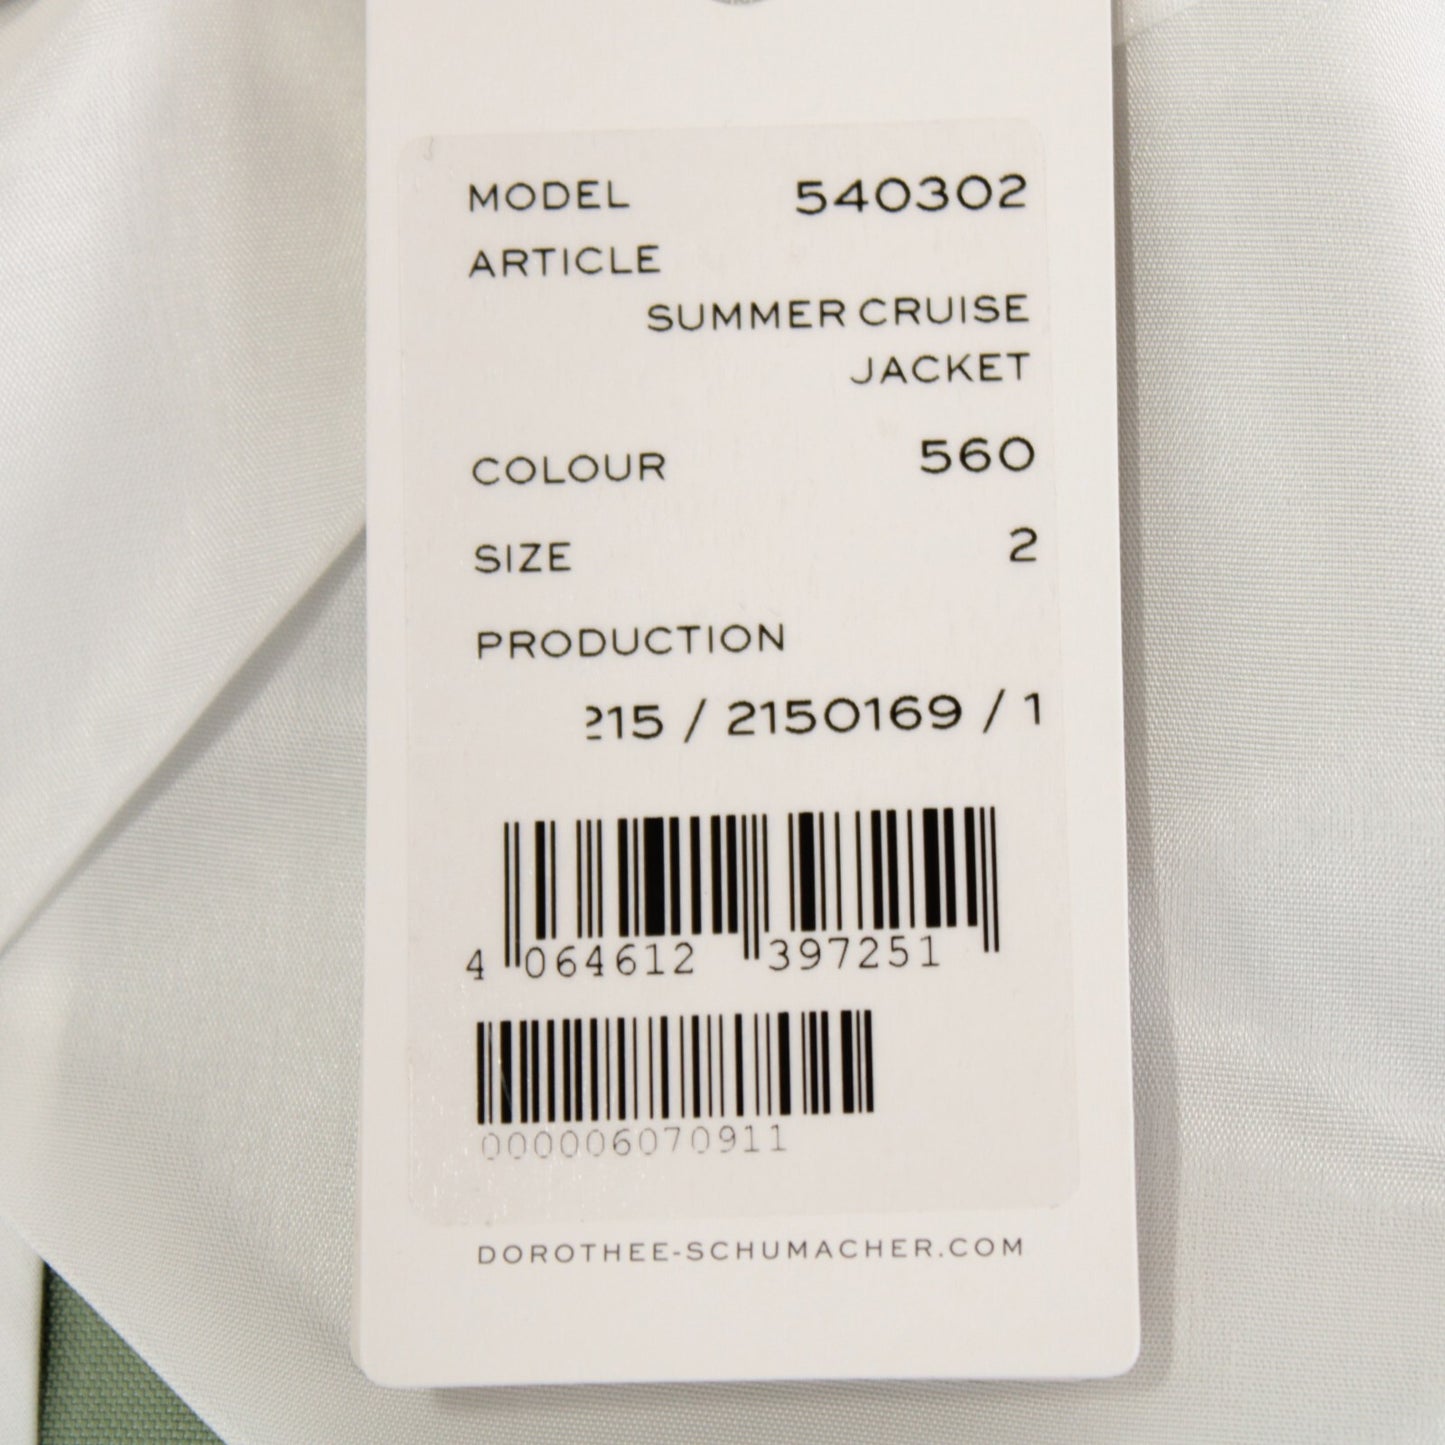 MODEL 540302
ARTICLE
SUMMER CRUISE
JACKET
COLOUR 560
SIZE 2
PRODUCTION
215 / 2150169 / 1
4 064612 397251
000006070911
DOROTHEE-SCHUMACHER.COM